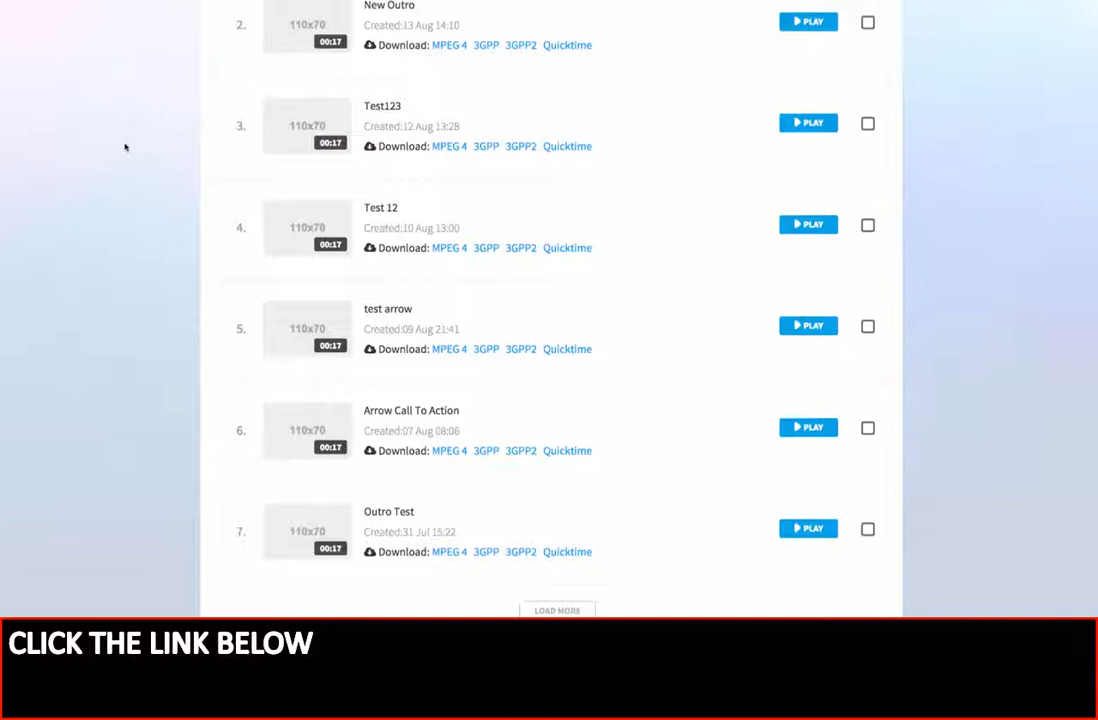 New Outro
2. 110x70 Created:13 Aug 14:10 PLAY
00:17 Download: MPEG 4 3GPP 3GPP2 Quicktime
Test123
3. 110x70 Created:12 Aug 13:28 PLAY
00:17 Download: MPEG 4 3GPP 3GPP2 Quicktime
Test 12
4. 110x70 Created:10 Aug 13:00 PLAY
00:17 Download: MPEG 4 3GPP 3GPP2 Quicktime
test arrow
5. 110x70 Created:09 Aug 21:41 PLAY
00:17 Download: MPEG 4 3GPP 3GPP2 Quicktime
Arrow Call To Action
6. 110x70 Created:07 Aug 08:06 PLAY
00:17 Download: MPEG 4 3GPP 3GPP2 Quicktime
Outro Test
7. 110x70 Created:31 Jul 15:22 PLAY
00:17 Download: MPEG 4 3GPP 3GPP2 Quicktime
LOAD MORE
CLICK THE LINK BELOW